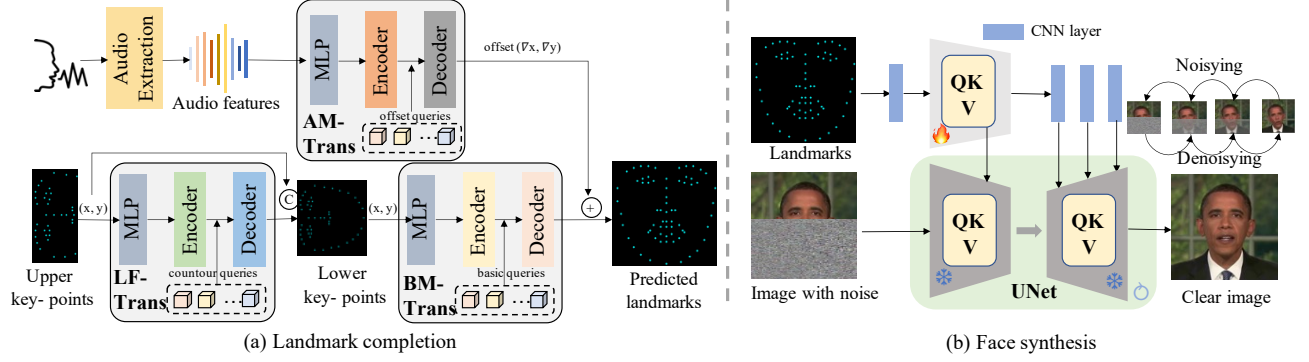 Audio
Extraction
Audio features
MLP
Encoder
Decoder
AM-
Trans
offset queries
offset (∇x, ∇y)
Upper
key- points
(x, y)
MLP
Encoder
Decoder
LF-
Trans
countour queries
C
Lower
key- points
(x, y)
MLP
Encoder
Decoder
BM-
Trans
basic queries
+
Predicted
landmarks
(a) Landmark completion
CNN layer
Landmarks
QK
V
Noisying
Denoisying
Image with noise
QK
V
QK
V
UNet
Clear image
(b) Face synthesis